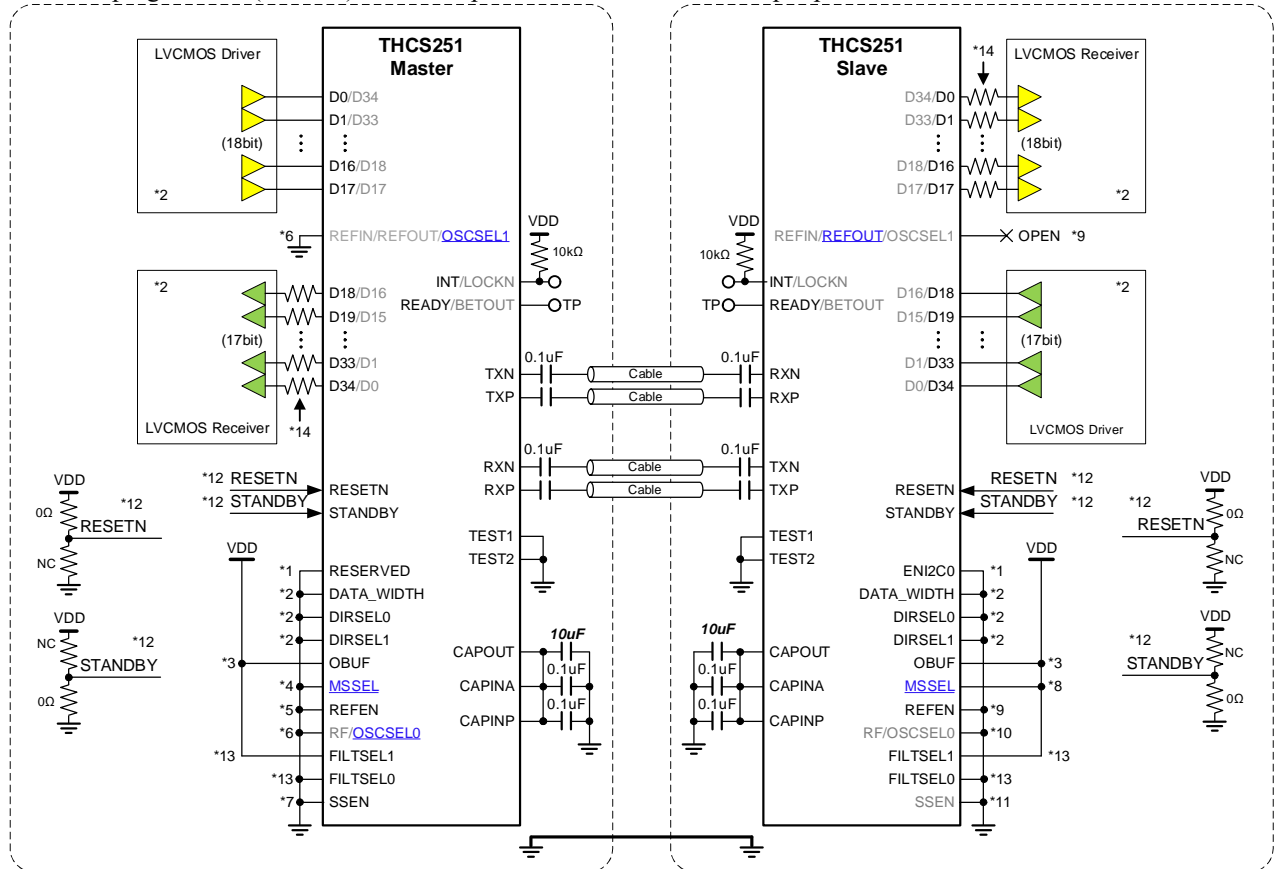 THCS251
Master
LVCMOS Driver
D0/D34
D1/D33
(18bit)
D16/D18
D17/D17
*2
*6
REFIN/REFOUT/OSCSEL1
VDD
10kΩ
INT/LOCKN
READY/BETOUT
TP
*2
D18/D16
D19/D15
(17bit)
D33/D1
D34/D0
LVCMOS Receiver
*14
TXN
TXP
0.1uF
Cable
Cable
0.1uF
RXN
RXP
RXN
RXP
0.1uF
Cable
Cable
0.1uF
TXN
TXP
*12 RESETN
*12 STANDBY
RESETN
STANDBY
VDD
0Ω
*12
RESETN
NC
VDD
NC
*12
STANDBY
0Ω
VDD
TEST1
TEST2
*1 RESERVED
*2 DATA_WIDTH
*2 DIRSEL0
*2 DIRSEL1
*3 OBUF
*4 MSSEL
*5 REFEN
*6 RF/OSCSEL0
*13 FILTSEL1
*13 FILTSEL0
*7 SSEN
CAPOUT
CAPINA
CAPINP
10uF
0.1uF
0.1uF
THCS251
Slave
LVCMOS Receiver
*14
D34/D0
D33/D1
(18bit)
D18/D16
D17/D17
*2
VDD
10kΩ
REFIN/REFOUT/OSCSEL1
OPEN *9
INT/LOCKN
TP
READY/BETOUT
D16/D18
D15/D19
(17bit)
D1/D33
D0/D34
*2
LVCMOS Driver
RESETN
STANDBY
RESETN *12
STANDBY *12
VDD
0Ω
*12
RESETN
NC
VDD
NC
*12
STANDBY
0Ω
VDD
TEST1
TEST2
ENI2C0 *1
DATA_WIDTH *2
DIRSEL0 *2
DIRSEL1 *2
OBUF *3
MSSEL *8
REFEN *9
RF/OSCSEL0 *10
FILTSEL1 *13
FILTSEL0 *13
SSEN *11
10uF
0.1uF
0.1uF
CAPOUT
CAPINA
CAPINP